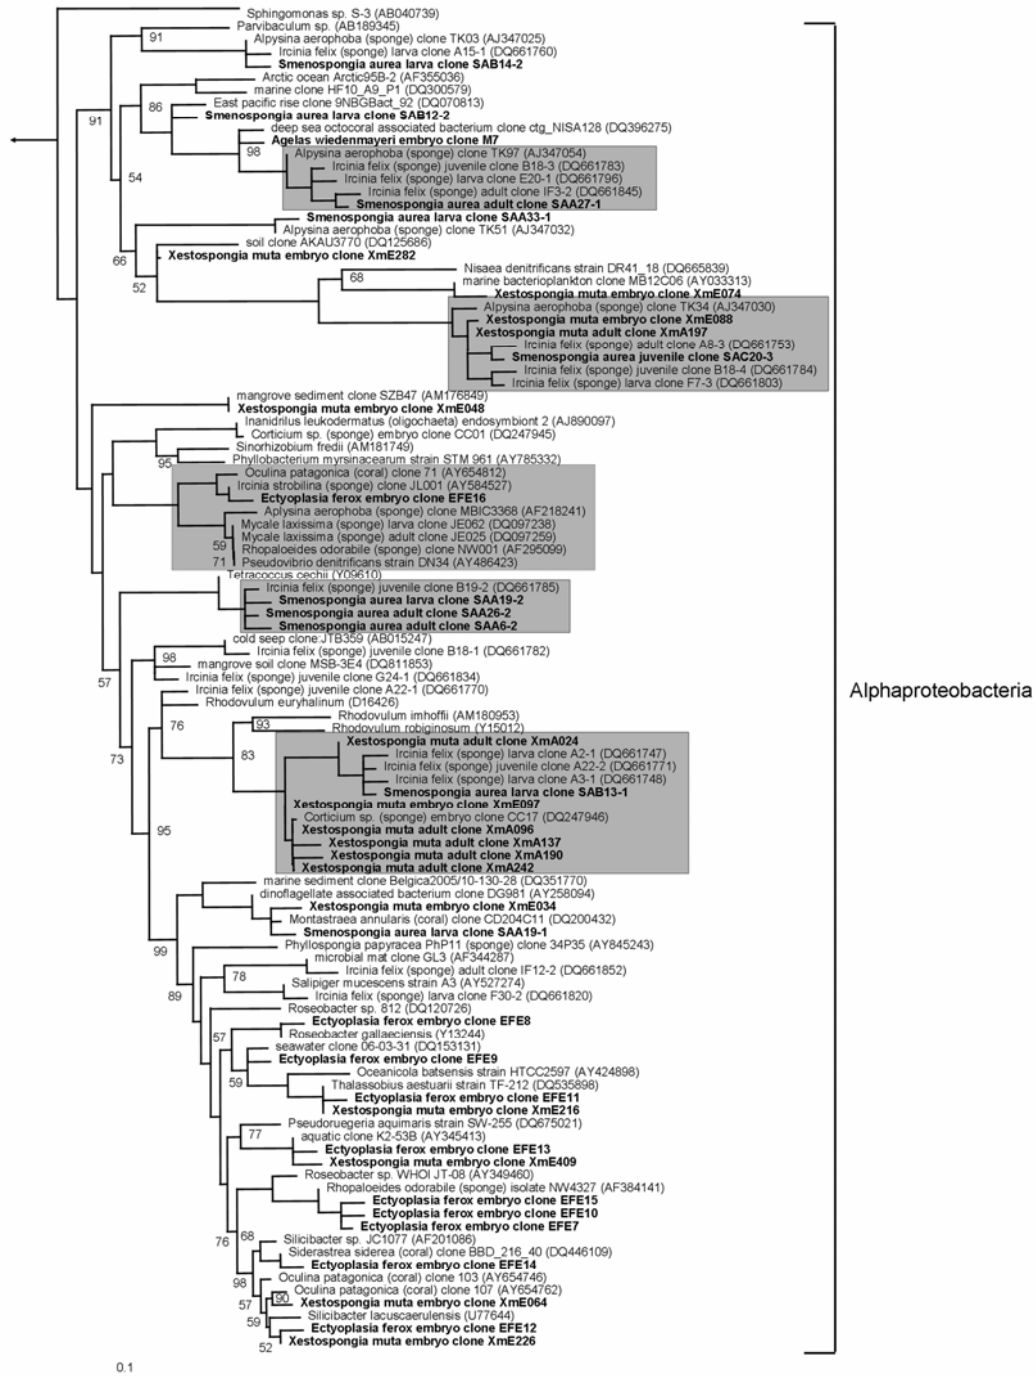 Sphingomonas sp. S-3 (AB040739)
Parvibaculum sp. (AB189345)
91
Alpysina aerophoba (sponge) clone TK03 (AJ347025)
Ircinia felix (sponge) larva clone A15-1 (DQ661760)
Smenospongia aurea larva clone SAB14-2
Arctic ocean Arctic95B-2 (AF355036)
marine clone HF10_A9_P1 (DQ300579)
86
East pacific rise clone 9NBGBact_92 (DQ070813)
91
Smenospongia aurea larva clone SAB12-2
deep sea octocoral associated bacterium clone ctg_NISA128 (DQ396275)
Agelas wiedenmayeri embryo clone M7
98
Alpysina aerophoba (sponge) clone TK97 (AJ347054)
Ircinia felix (sponge) juvenile clone B18-3 (DQ661783)
54
Ircinia felix (sponge) larva clone E20-1 (DQ661796)
Ircinia felix (sponge) adult clone IF3-2 (DQ661845)
Smenospongia aurea adult clone SAA27-1
Smenospongia aurea larva clone SAA33-1
Alpysina aerophoba (sponge) clone TK51 (AJ347032)
soil clone AKAU3770 (DQ125686)
66
Xestospongia muta embryo clone XmE282
Nisaea denitrificans strain DR41_18 (DQ665839)
68
marine bacterioplankton clone MB12C06 (AY033313)
52
Xestospongia muta embryo clone XmE074
Alpysina aerophoba (sponge) clone TK34 (AJ347030)
Xestospongia muta embryo clone XmE088
Xestospongia muta adult clone XmA197
Ircinia felix (sponge) adult clone A8-3 (DQ661753)
Smenospongia aurea juvenile clone SAC20-3
Ircinia felix (sponge) juvenile clone B18-4 (DQ661784)
Ircinia felix (sponge) larva clone F7-3 (DQ661803)
mangrove sediment clone SZB47 (AM176849)
Xestospongia muta embryo clone XmE048
Inanidrilus leukodermatus (oligochaeta) endosymbiont 2 (AJ890097)
Corticium sp. (sponge) embryo clone CC01 (DQ247945)
Sinorhizobium fredii (AM181749)
95
Phyllobacterium myrsinacearum strain STM 961 (AY785332)
Oculina patagonica (coral) clone 71 (AY654812)
Ircinia strobilina (sponge) clone JL001 (AY584527)
Ectyoplasia ferox embryo clone EFE16
Aplysina aerophoba (sponge) clone MBIC3368 (AF218241)
Mycale laxissima (sponge) larva clone JE062 (DQ097238)
Mycale laxissima (sponge) adult clone JE025 (DQ097259)
59
Rhopaloeides odorabile (sponge) clone NW001 (AF295099)
71
Pseudovibrio denitrificans strain DN34 (AY486423)
Tetracoccus cechii (Y09610)
Ircinia felix (sponge) juvenile clone B19-2 (DQ661785)
Smenospongia aurea larva clone SAA19-2
Smenospongia aurea adult clone SAA26-2
Smenospongia aurea adult clone SAA6-2
cold seep clone:JTB359 (AB015247)
Ircinia felix (sponge) juvenile clone B18-1 (DQ661782)
98
mangrove soil clone MSB-3E4 (DQ811853)
57
Ircinia felix (sponge) juvenile clone G24-1 (DQ661834)
Ircinia felix (sponge) juvenile clone A22-1 (DQ661770)
Alphaproteobacteria
Rhodovulum euryhalinum (D16426)
Rhodovulum imhoffii (AM180953)
76
93
Rhodovulum robiginosum (Y15012)
Xestospongia muta adult clone XmA024
73
83
Ircinia felix (sponge) larva clone A2-1 (DQ661747)
Ircinia felix (sponge) juvenile clone A22-2 (DQ661771)
Ircinia felix (sponge) larva clone A3-1 (DQ661748)
Smenospongia aurea larva clone SAB13-1
Xestospongia muta embryo clone XmE097
Corticium sp. (sponge) embryo clone CC17 (DQ247946)
95
Xestospongia muta adult clone XmA096
Xestospongia muta adult clone XmA137
Xestospongia muta adult clone XmA190
Xestospongia muta adult clone XmA242
marine sediment clone Belgica2005/10-130-28 (DQ351770)
dinoflagellate associated bacterium clone DG981 (AY258094)
Xestospongia muta embryo clone XmE034
Montastraea annularis (coral) clone CD204C11 (DQ200432)
Smenospongia aurea larva clone SAA19-1
99
Phyllospongia papyracea PhP11 (sponge) clone 34P35 (AY845243)
microbial mat clone GL3 (AF344287)
78
Ircinia felix (sponge) adult clone IF12-2 (DQ661852)
Salipiger mucescens strain A3 (AY527274)
89
Ircinia felix (sponge) larva clone F30-2 (DQ661820)
Roseobacter sp. 812 (DQ120726)
Ectyoplasia ferox embryo clone EFE8
57
Roseobacter gallaeciensis (Y13244)
seawater clone 06-03-31 (DQ153131)
Ectyoplasia ferox embryo clone EFE9
Oceanicola batsensis strain HTCC2597 (AY424898)
59
Thalassobius aestuarii strain TF-212 (DQ535898)
Ectyoplasia ferox embryo clone EFE11
Xestospongia muta embryo clone XmE216
Pseudoruegeria aquimaris strain SW-255 (DQ675021)
77
aquatic clone K2-53B (AY345413)
Ectyoplasia ferox embryo clone EFE13
Xestospongia muta embryo clone XmE409
Roseobacter sp. WHOI JT-08 (AY349460)
Rhopaloeides odorabile (sponge) isolate NW4327 (AF384141)
Ectyoplasia ferox embryo clone EFE15
Ectyoplasia ferox embryo clone EFE10
Ectyoplasia ferox embryo clone EFE7
76
68
Silicibacter sp. JC1077 (AF201086)
Siderastrea siderea (coral) clone BBD_216_40 (DQ446109)
Ectyoplasia ferox embryo clone EFE14
98
Oculina patagonica (coral) clone 103 (AY654746)
Oculina patagonica (coral) clone 107 (AY654762)
90
57
Xestospongia muta embryo clone XmE064
59
Silicibacter lacuscaerulensis (U77644)
Ectyoplasia ferox embryo clone EFE12
52
Xestospongia muta embryo clone XmE226
0.1